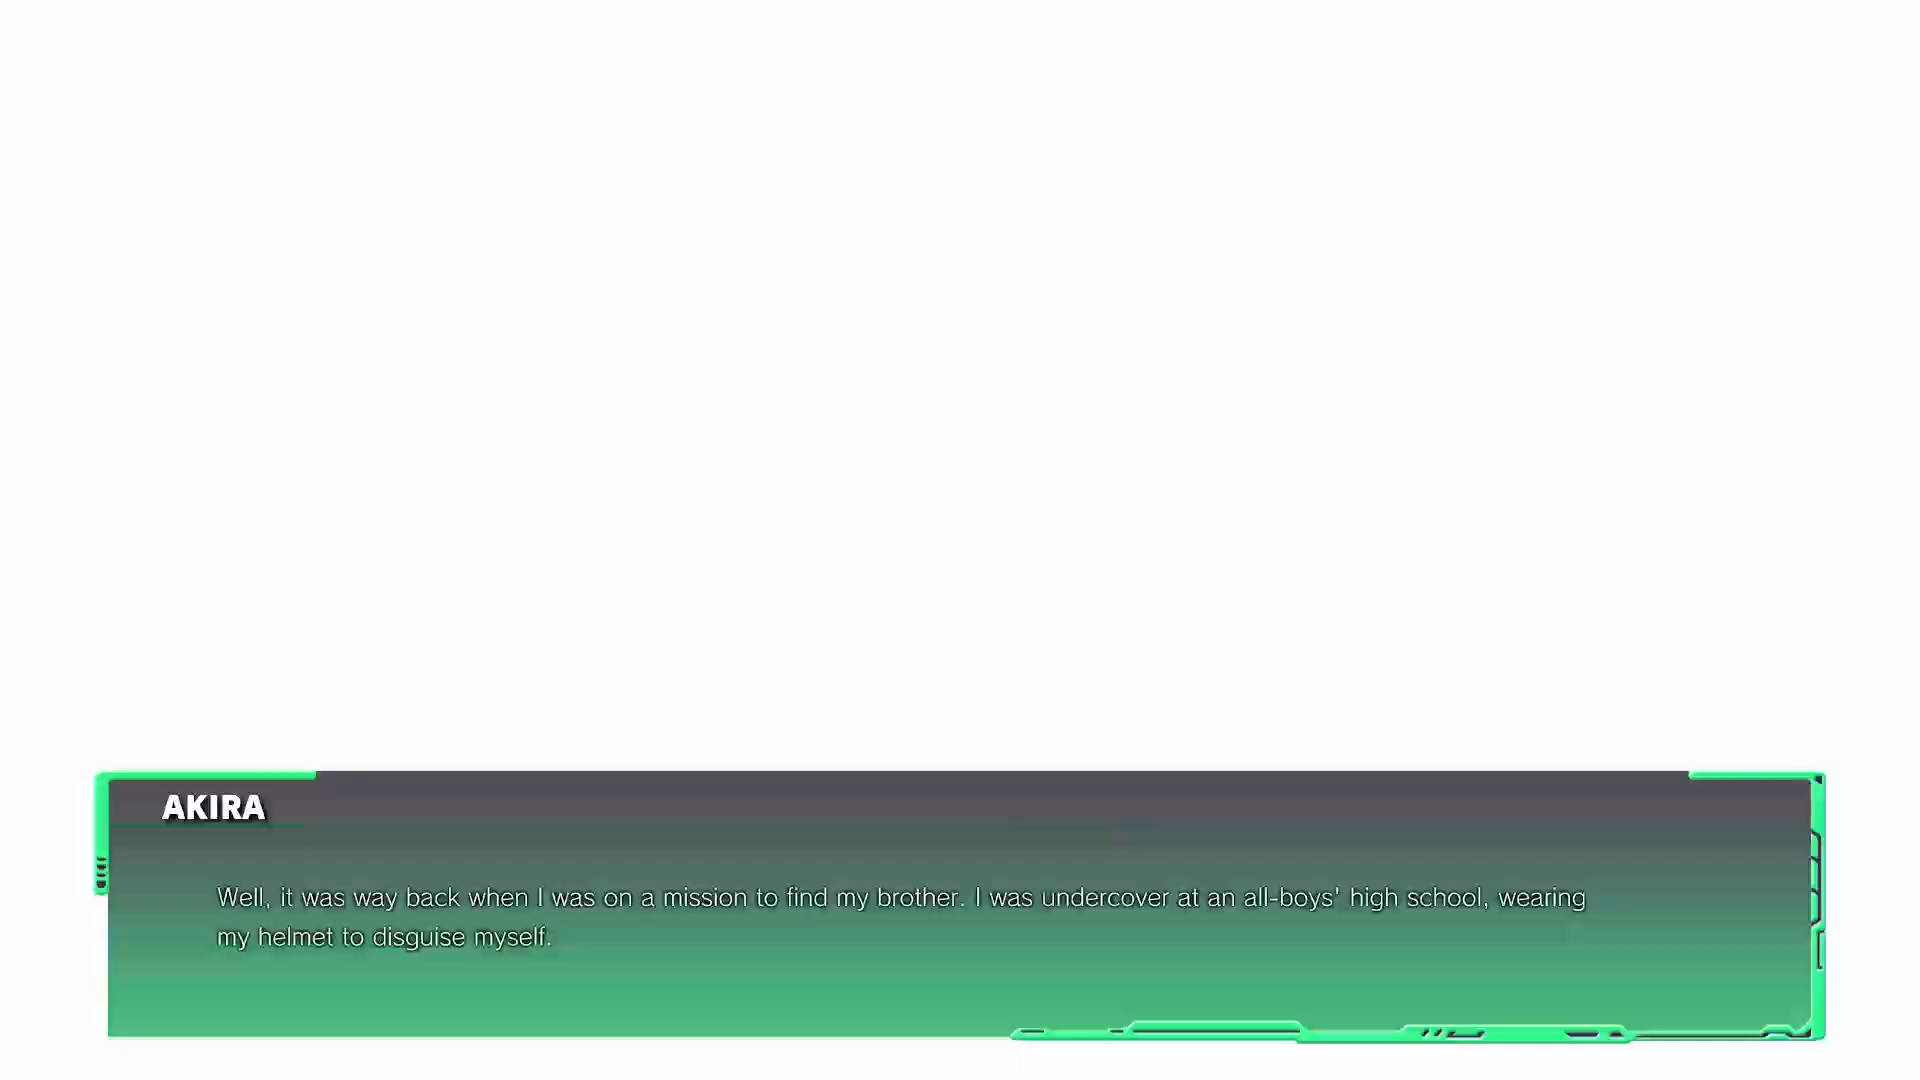 AKIRA
Well, it was way back when I was on a mission to find my brother. I was undercover at an all-boys' high school, wearing
my helmet to disguise myself.